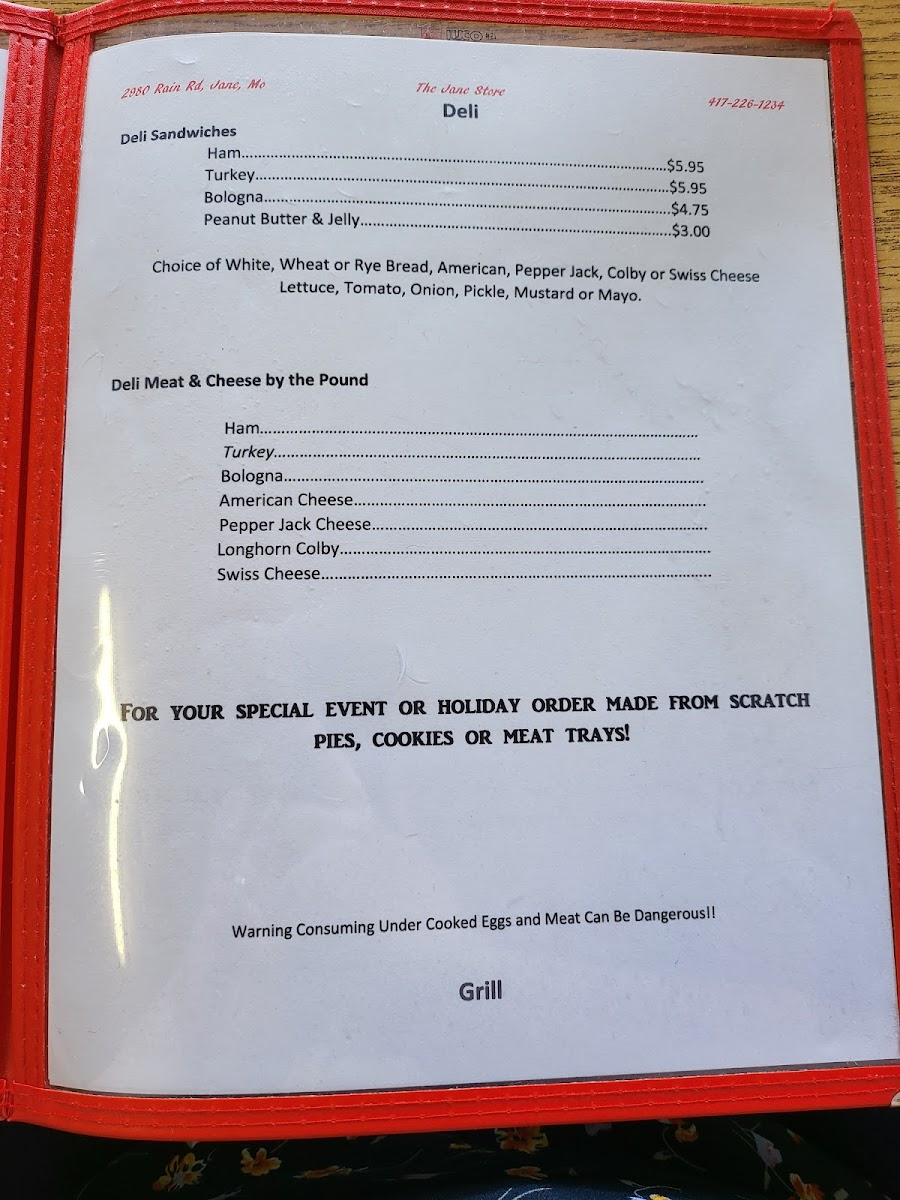 2980 Rain Rd, Jane, Mo
The Jane Store
417-226-1234
Deli
Deli Sandwiches
Ham.....................................................................................$5.95
Turkey..................................................................................$5.95
Bologna.................................................................................$4.75
Peanut Butter & Jelly...............................................................$3.00
Choice of White, Wheat or Rye Bread, American, Pepper Jack, Colby or Swiss Cheese
Lettuce, Tomato, Onion, Pickle, Mustard or Mayo.
Deli Meat & Cheese by the Pound
Ham.....................................................................................
Turkey..................................................................................
Bologna.................................................................................
American Cheese.....................................................................
Pepper Jack Cheese.................................................................
Longhorn Colby......................................................................
Swiss Cheese.........................................................................
FOR YOUR SPECIAL EVENT OR HOLIDAY ORDER MADE FROM SCRATCH
PIES, COOKIES OR MEAT TRAYS!
Warning Consuming Under Cooked Eggs and Meat Can Be Dangerous!!
Grill